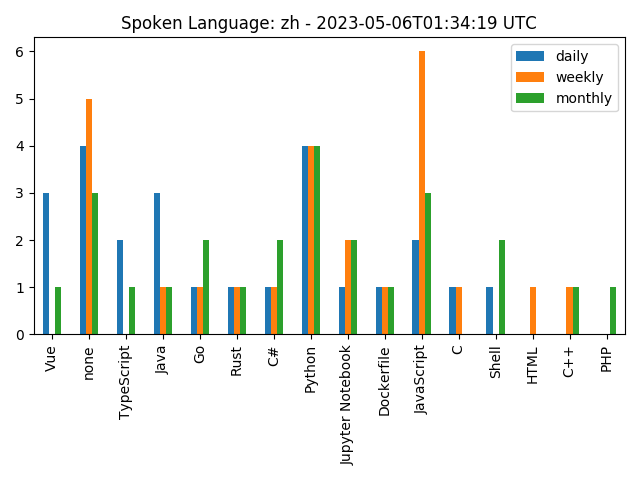 Spoken Language: zh - 2023-05-06T01:34:19 UTC
daily
weekly
monthly
6
5
4
3
2
1
0
Vue
none
TypeScript
Java
Go
Rust
C#
Python
Jupyter Notebook
Dockerfile
JavaScript
C
Shell
HTML
C++
PHP